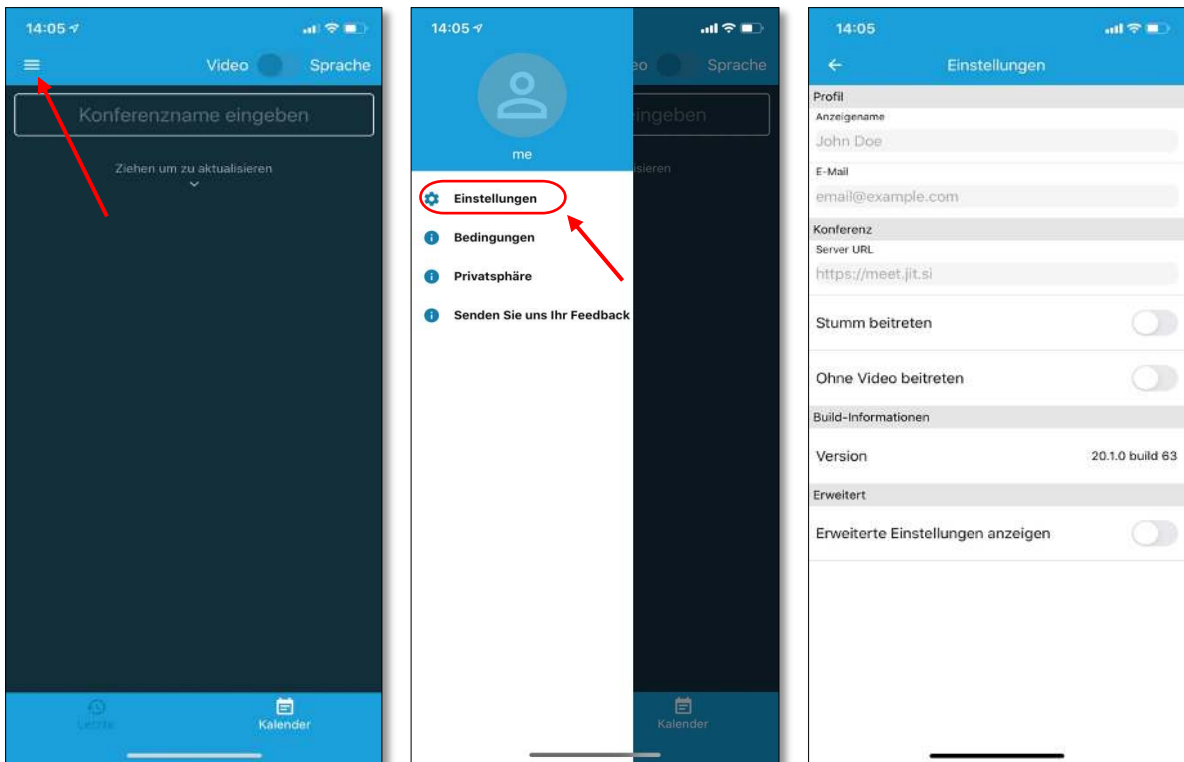 14:05
Video Sprache
Konferenzname eingeben
Ziehen um zu aktualisieren
Letzte
Kalender
14:05
eo Sprache
eingeben
me
isieren
Einstellungen
Bedingungen
Privatsphäre
Senden Sie uns Ihr Feedback
Kalender
14:05
Einstellungen
Profil
Anzeigename
John Doe
E-Mail
email@example.com
Konferenz
Server URL
https://meet.jit.si
Stumm beitreten
Ohne Video beitreten
Build-Informationen
Version 20.1.0 build 63
Erweitert
Erweiterte Einstellungen anzeigen